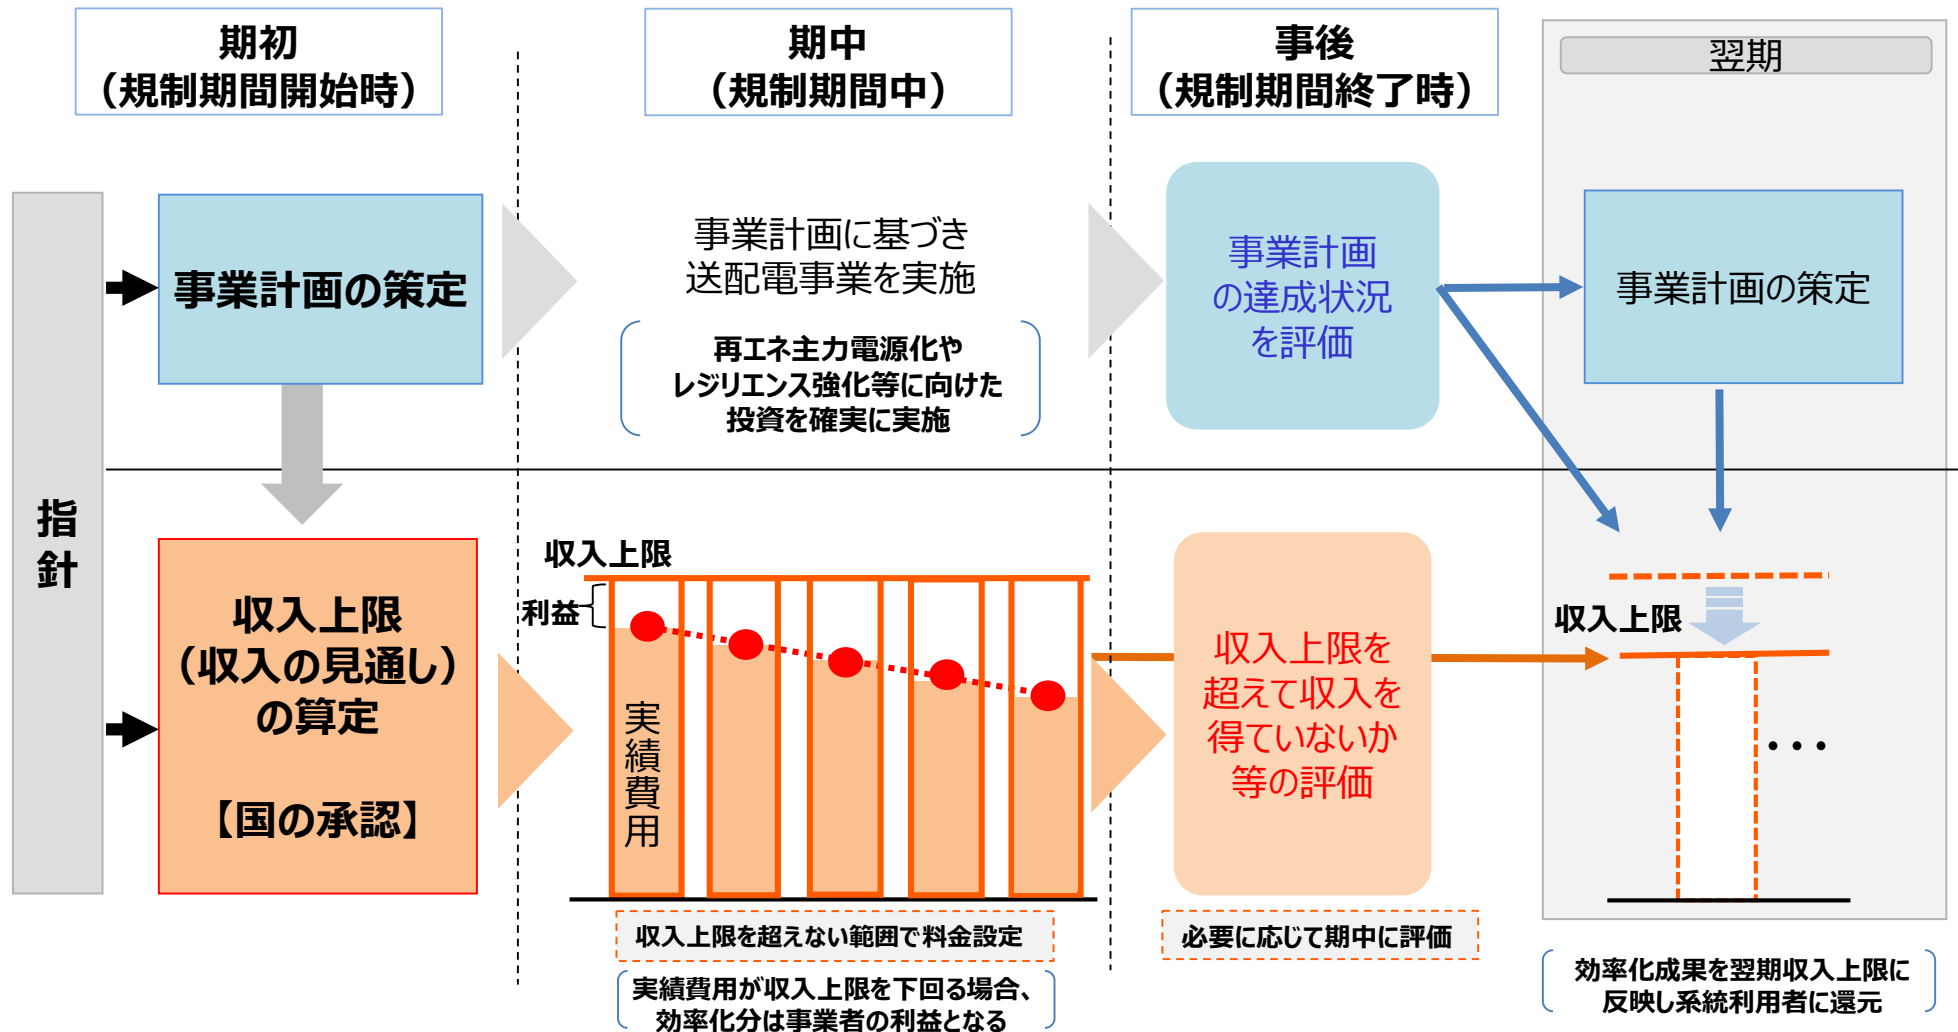 期初
（規制期間開始時）
期中
（規制期間中）
事後
（規制期間終了時）
翌期
指
針
事業計画の策定
事業計画に基づき
送配電事業を実施
再エネ主力電源化や
レジリエンス強化等に向けた
投資を確実に実施
事業計画
の達成状況
を評価
事業計画の策定
収入上限
（収入の見通し）
の算定
【国の承認】
収入上限
利益
実
績
費
用
収入上限を超えない範囲で料金設定
実績費用が収入上限を下回る場合、
効率化分は事業者の利益となる
収入上限を
超えて収入を
得ていないか
等の評価
必要に応じて期中に評価
収入上限
・・・
効率化成果を翌期収入上限に
反映し系統利用者に還元